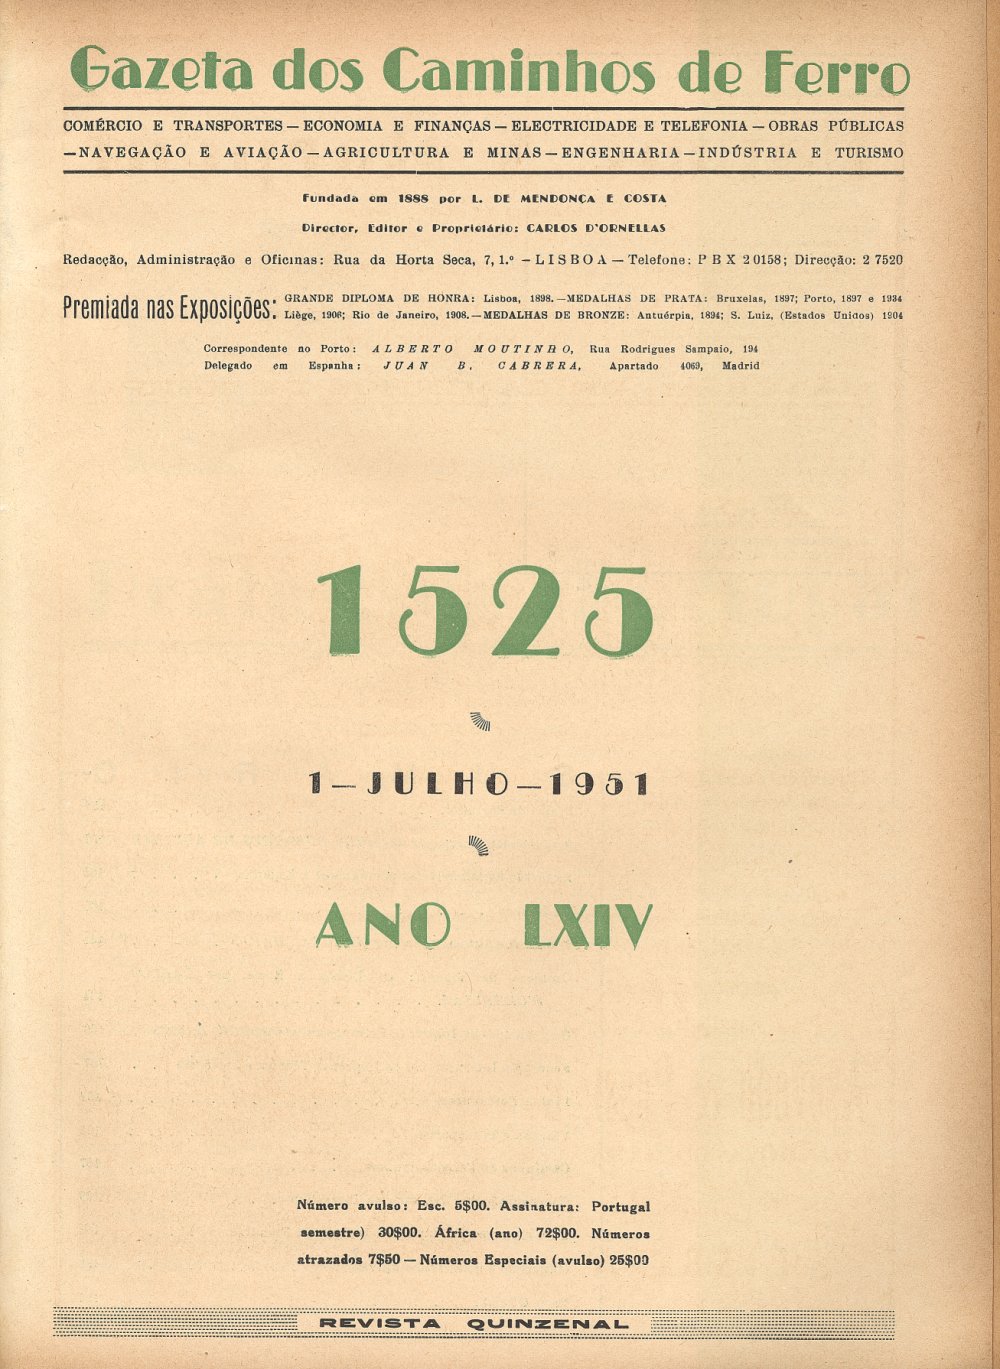 Gazeta dos Caminhos de Ferro
COMÉRCIO E TRANSPORTES — ECONOMIA E FINANÇAS — ELECTRICIDADE E TELEFONIA — OBRAS PÚBLICAS
—NAVEGAÇÃO E AVIAÇÃO — AGRICULTURA E MINAS — ENGENHARIA — INDÚSTRIA E TURISMO
Fundada em 1888 por L. DE MENDONÇA E COSTA
Director, Editor e Proprietário: CARLOS D'ORNELLAS
Redacção, Administração e Oficinas: Rua da Horta Seca, 7, 1.º — LISBOA — Telefone: P B X 2 0158; Direcção: 2 7520
Premiada nas Exposições:
GRANDE DIPLOMA DE HONRA: Lisboa, 1898. — MEDALHAS DE PRATA: Bruxelas, 1897; Porto, 1897 e 1934
Liège, 1906; Rio de Janeiro, 1908. — MEDALHAS DE BRONZE: Antuérpia, 1894; S. Luiz, (Estados Unidos) 1904
Correspondente no Porto: ALBERTO MOUTINHO, Rua Rodrigues Sampaio, 194
Delegado em Espanha: JUAN B. CABRERA, Apartado 4069, Madrid
1525
1—JULHO—1951
ANO LXIV
Número avulso: Esc. 5$00. Assinatura: Portugal
semestre) 30$00. África (ano) 72$00. Números
atrazados 7$50 — Números Especiais (avulso) 25$00
REVISTA QUINZENAL